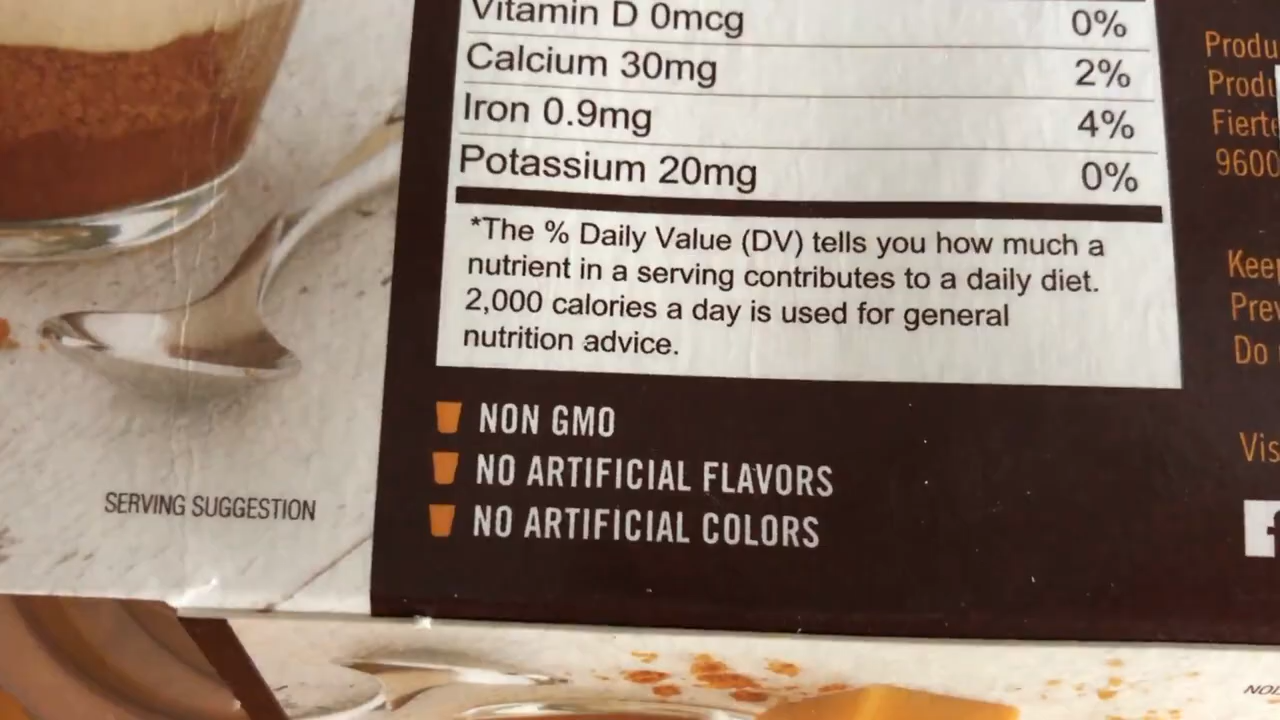 Vitamin D 0mcg 0%
Calcium 30mg 2%
Iron 0.9mg 4%
Potassium 20mg 0%
*The % Daily Value (DV) tells you how much a
nutrient in a serving contributes to a daily diet.
2,000 calories a day is used for general
nutrition advice.
NON GMO
NO ARTIFICIAL FLAVORS
NO ARTIFICIAL COLORS
SERVING SUGGESTION
9600
Do